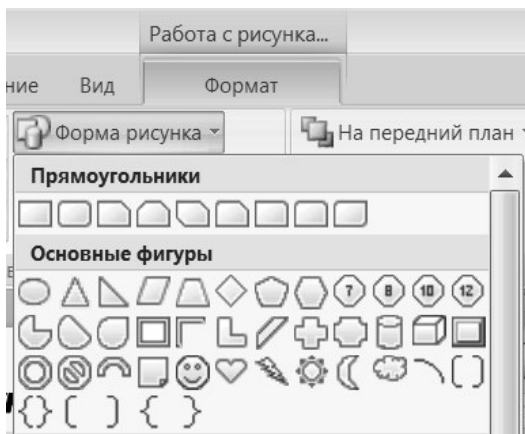 Работа с рисунка...
ние Вид Формат
Форма рисунка На передний план
Прямоугольники
Основные фигуры
7 8 10 12